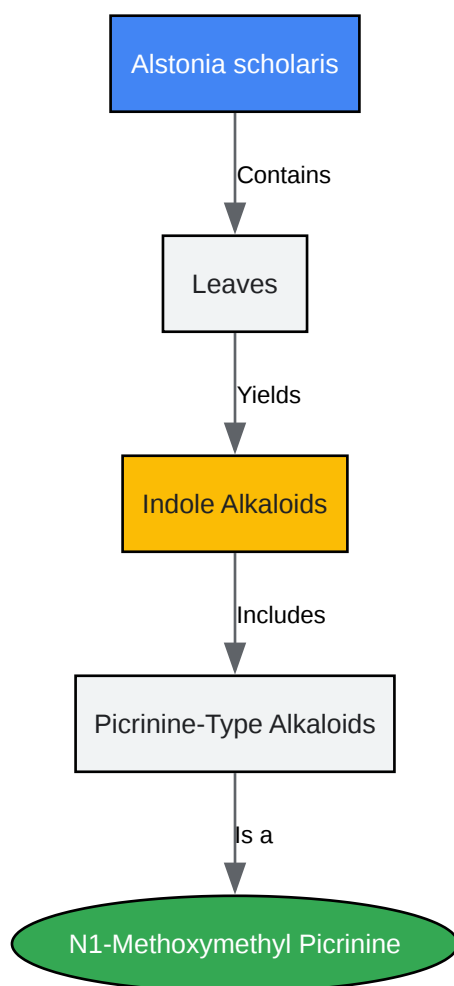 Alstonia scholaris
Contains
Leaves
Yields
Indole Alkaloids
Includes
Picrinine-Type Alkaloids
Is a
N1-Methoxymethyl Picrinine